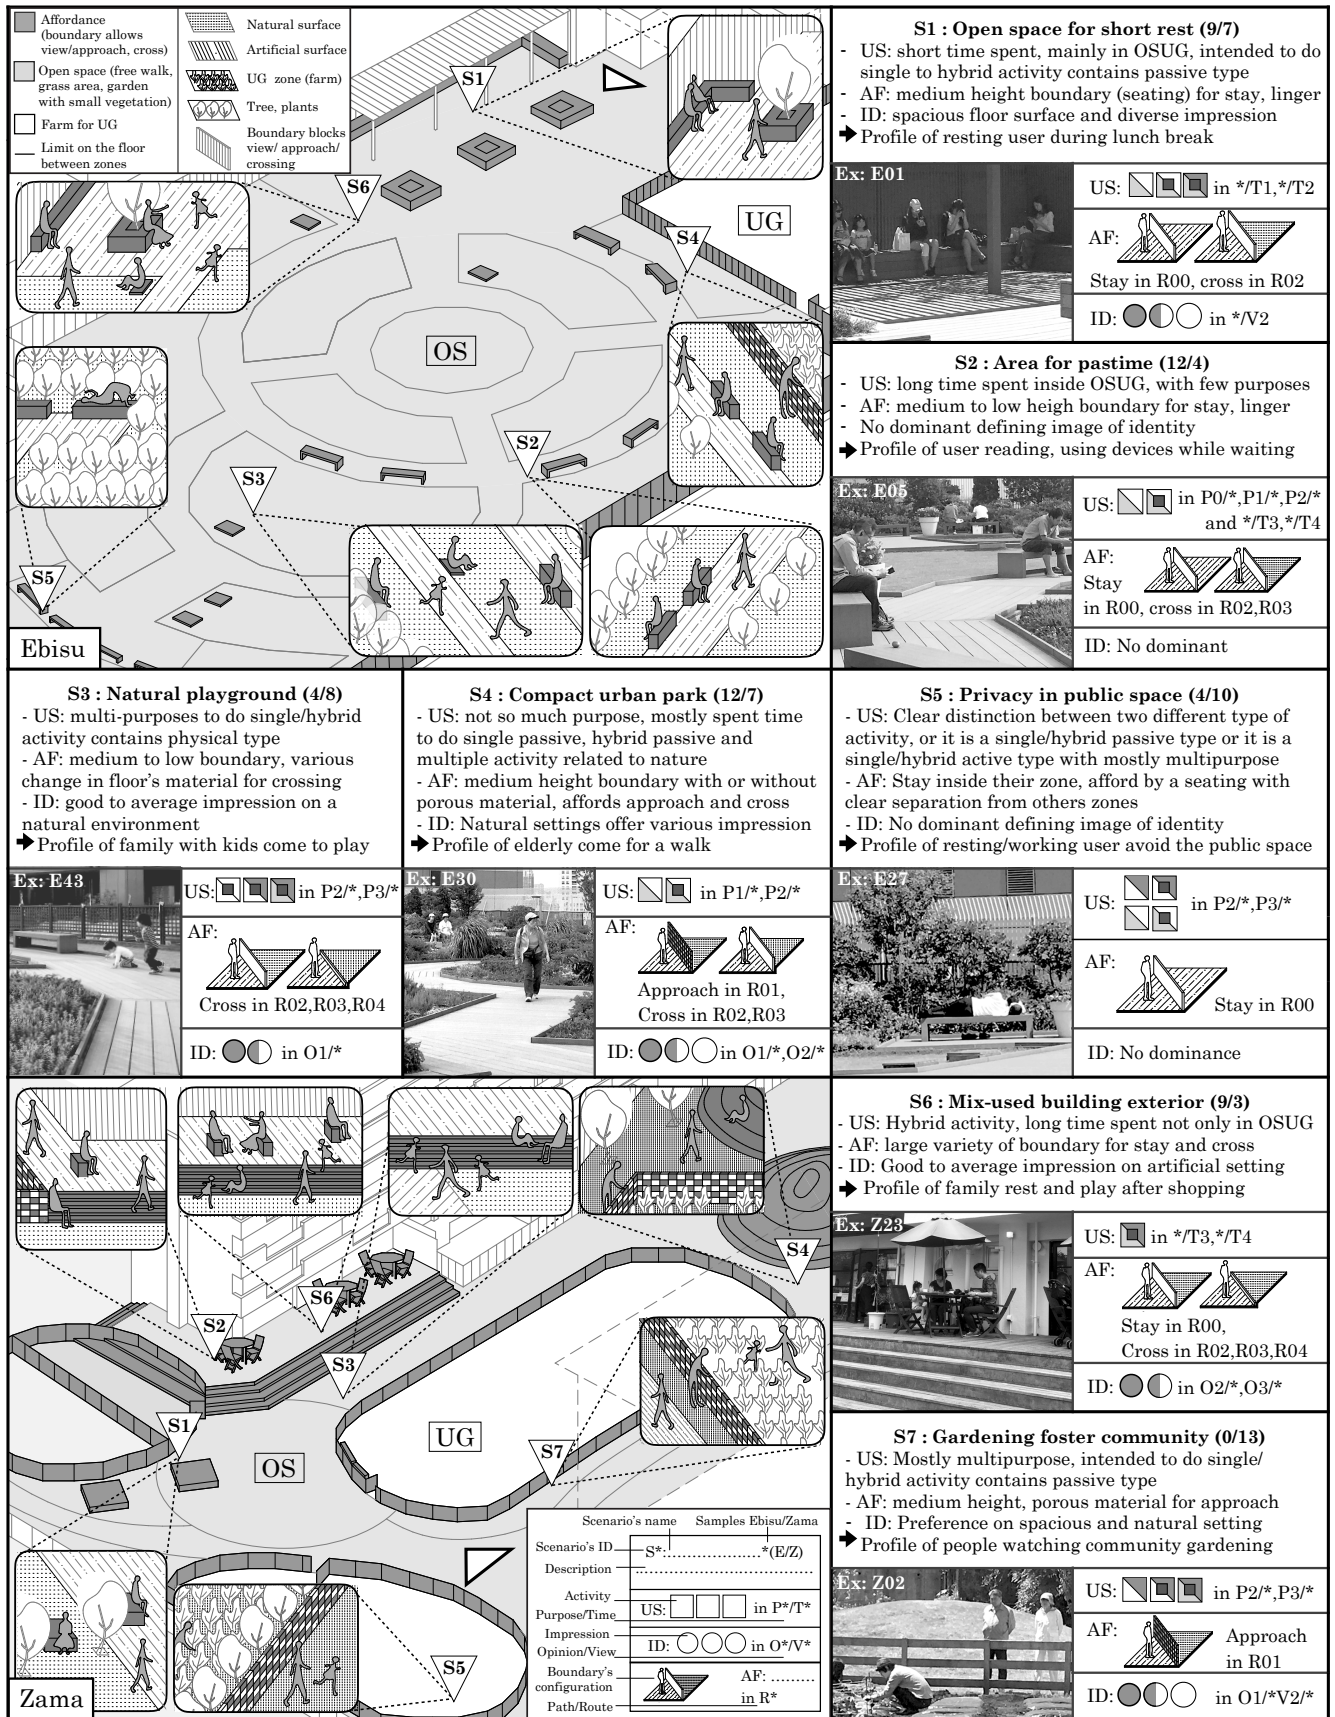 Affordance
(boundary allows
view/approach, cross)
Open space (free walk,
grass area, garden
with small vegetation)
Farm for UG
Limit on the floor
between zones
Natural surface
Artificial surface
UG zone (farm)
Tree, plants
Boundary blocks
view/ approach/
crossing
S1
S6
UG
S4
OS
S2
S3
S5
Ebisu
S1 : Open space for short rest (9/7)
- US: short time spent, mainly in OSUG, intended to do
single to hybrid activity contains passive type
- AF: medium height boundary (seating) for stay, linger
- ID: spacious floor surface and diverse impression
Profile of resting user during lunch break
Ex: E01
US: in */T1,*/T2
AF:
Stay in R00, cross in R02
ID: in */V2
S2 : Area for pastime (12/4)
- US: long time spent inside OSUG, with few purposes
- AF: medium to low heigh boundary for stay, linger
- No dominant defining image of identity
Profile of user reading, using devices while waiting
Ex: E05
US: in P0/*,P1/*,P2/*
and */T3,*/T4
AF:
Stay
in R00, cross in R02,R03
ID: No dominant
S3 : Natural playground (4/8)
- US: multi-purposes to do single/hybrid
activity contains physical type
- AF: medium to low boundary, various
change in floor's material for crossing
- ID: good to average impression on a
natural environment
Profile of family with kids come to play
Ex: E43
US: in P2/*,P3/*
AF:
Cross in R02,R03,R04
ID: in O1/*
S4 : Compact urban park (12/7)
- US: not so much purpose, mostly spent time
to do single passive, hybrid passive and
multiple activity related to nature
- AF: medium height boundary with or without
porous material, affords approach and cross
- ID: Natural settings offer various impression
Profile of elderly come for a walk
Ex: E30
US: in P1/*,P2/*
AF:
Approach in R01,
Cross in R02,R03
ID: in O1/*,O2/*
S5 : Privacy in public space (4/10)
- US: Clear distinction between two different type of
activity, or it is a single/hybrid passive type or it is a
single/hybrid active type with mostly multipurpose
- AF: Stay inside their zone, afford by a seating with
clear separation from others zones
- ID: No dominant defining image of identity
Profile of resting/working user avoid the public space
Ex: E27
US: in P2/*,P3/*
AF:
Stay in R00
ID: No dominance
S4
S6
S2
S3
S1
UG
S7
OS
S5
Zama
Scenario's name Samples Ebisu/Zama
Scenario's ID S*:.....................*(E/Z)
Description
Activity
Purpose/Time US: in P*/T*
Impression
Opinion/View ID: in O*/V*
Boundary's
configuration AF: ........
in R*
Path/Route
S6 : Mix-used building exterior (9/3)
- US: Hybrid activity, long time spent not only in OSUG
- AF: large variety of boundary for stay and cross
- ID: Good to average impression on artificial setting
Profile of family rest and play after shopping
Ex: Z23
US: in */T3,*/T4
AF:
Stay in R00,
Cross in R02,R03,R04
ID: in O2/*,O3/*
S7 : Gardening foster community (0/13)
- US: Mostly multipurpose, intended to do single/
hybrid activity contains passive type
- AF: medium height, porous material for approach
- ID: Preference on spacious and natural setting
Profile of people watching community gardening
Ex: Z02
US: in P2/*,P3/*
AF: Approach
in R01
ID: in O1/*V2/*